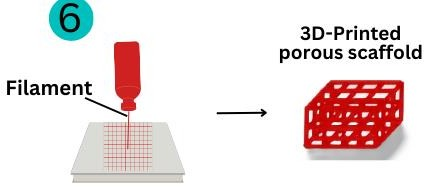 6
Filament
3D-Printed
porous scaffold